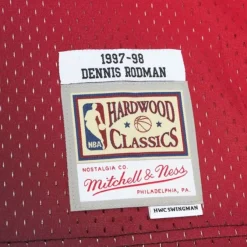 1997-98
DENNIS RODMAN
HARDWOOD
NBA
CLASSICS
NOSTALGIA CO.
Mitchell & Ness
PHILADELPHIA, PA.
HWC SWINGMAN